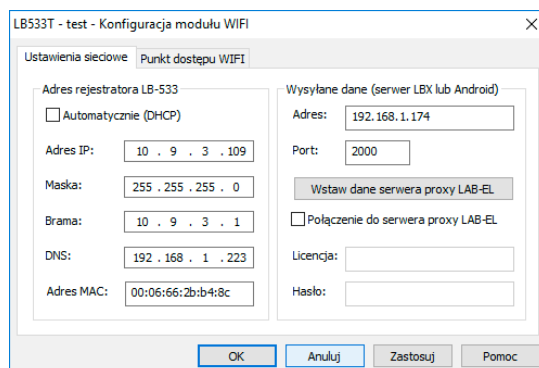 LB533T - test - Konfiguracja modułu WIFI
Ustawienia sieciowe
Punkt dostępu WIFI
Adres rejestratora LB-533
Automatycznie (DHCP)
Adres IP: 10 . 9 . 3 . 109
Maska: 255 . 255 . 255 . 0
Brama: 10 . 9 . 3 . 1
DNS: 192 . 168 . 1 . 223
Adres MAC: 00:06:66:2b:b4:8c
Wysyłane dane (serwer LBX lub Android)
Adres: 192.168.1.174
Port: 2000
Wstaw dane serwera proxy LAB-EL
Połączenie do serwera proxy LAB-EL
Licencja:
Hasło:
OK Anuluj Zastosuj Pomoc